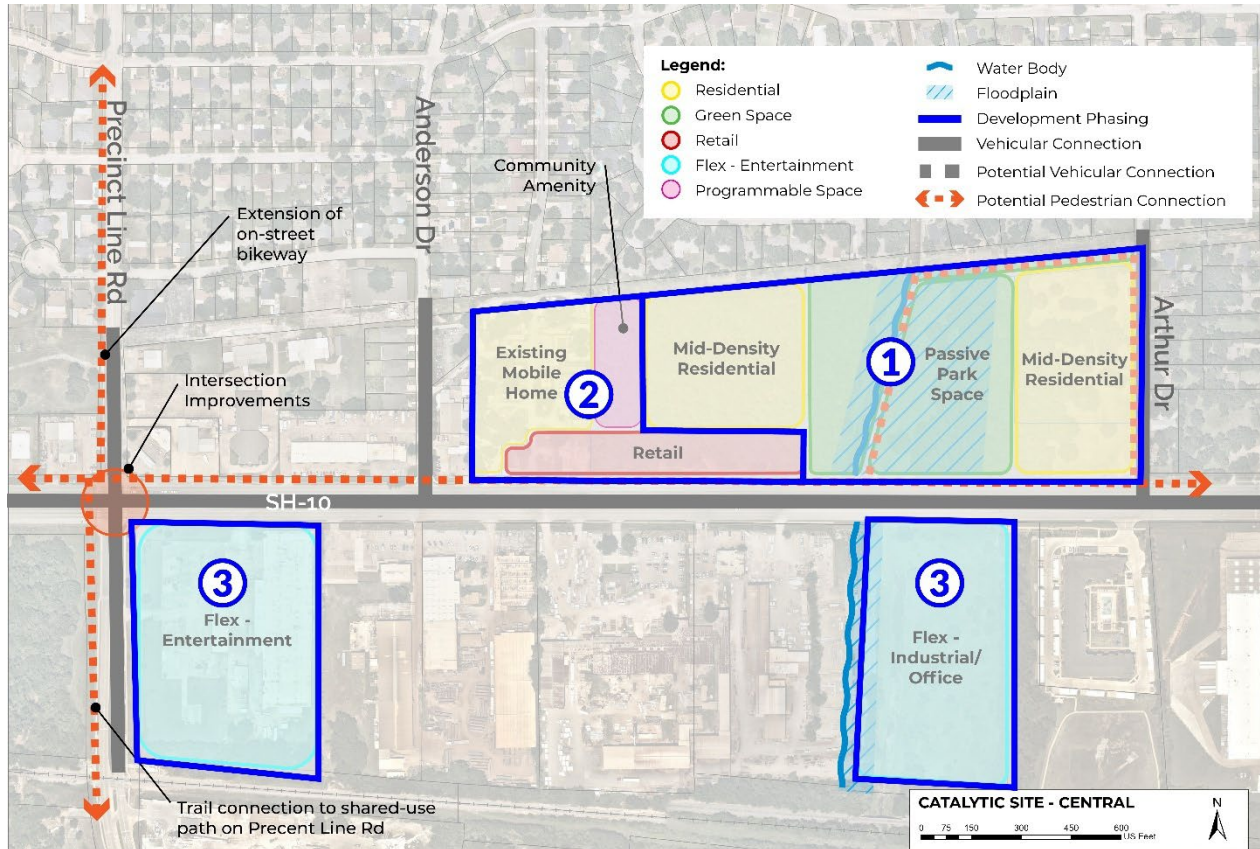 Legend:
Residential
Green Space
Retail
Flex - Entertainment
Programmable Space
Water Body
Floodplain
Development Phasing
Vehicular Connection
Potential Vehicular Connection
Potential Pedestrian Connection
Precinct Line Rd
Anderson Dr
Community
Amenity
Extension of
on-street
bikeway
Intersection
Improvements
Existing
Mobile
Home
2
Mid-Density
Residential
1
Passive
Park
Space
Mid-Density
Residential
Arthur Dr
Retail
SH-10
3
Flex -
Entertainment
3
Flex -
Industrial/
Office
Trail connection to shared-use
path on Precent Line Rd
CATALYTIC SITE - CENTRAL
N
0 75 150 300 450 600
US Feet